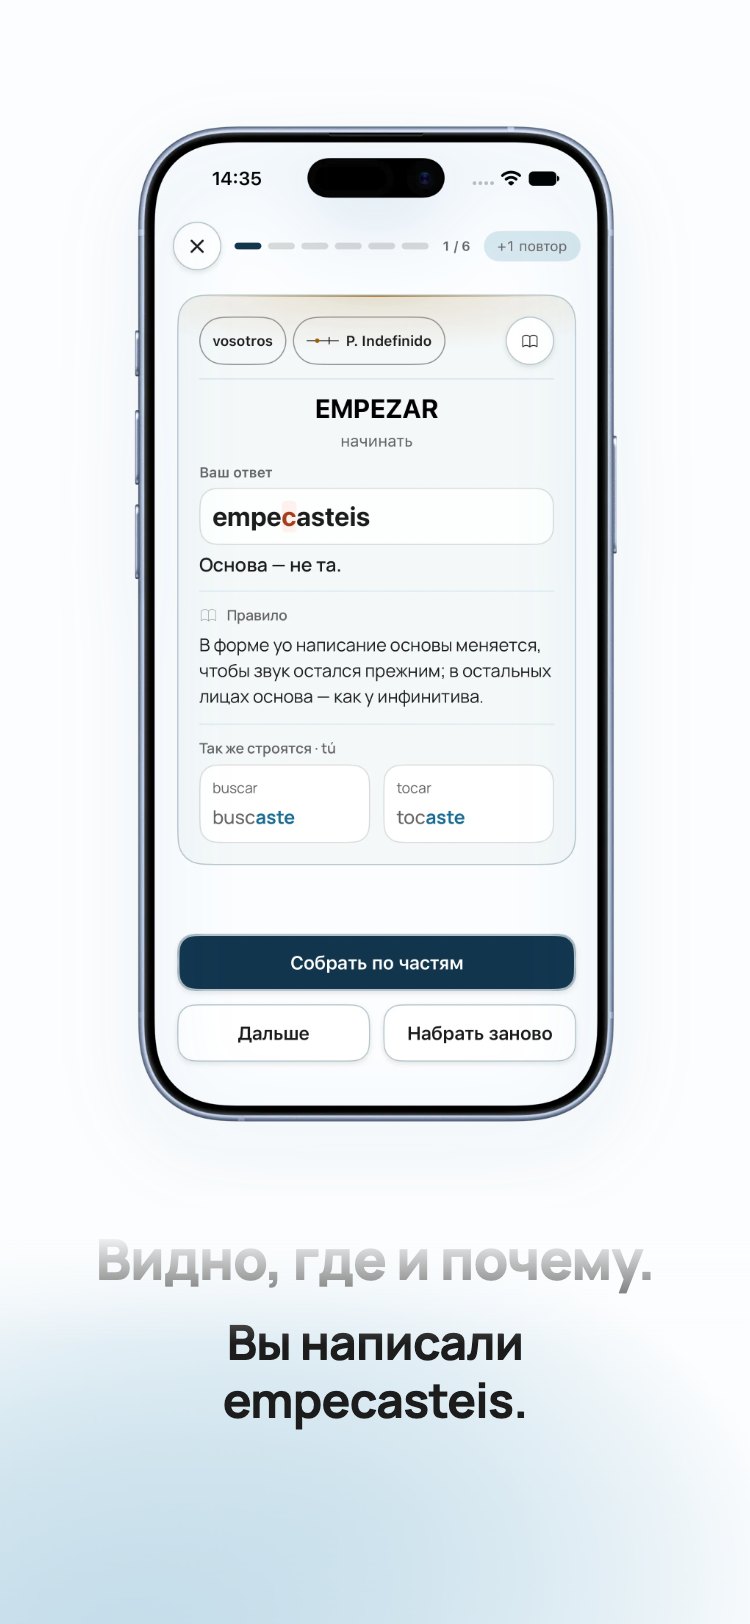 14:35
1 / 6
+1 повтор
vosotros
P. Indefinido
EMPEZAR
начинать
Ваш ответ
empecasteis
Основа — не та.
Правило
В форме yo написание основы меняется,
чтобы звук остался прежним; в остальных
лицах основа — как у инфинитива.
Так же строятся · tú
buscar
tocar
buscaste
tocaste
Собрать по частям
Дальше
Набрать заново
Видно, где и почему.
Вы написали
empecasteis.